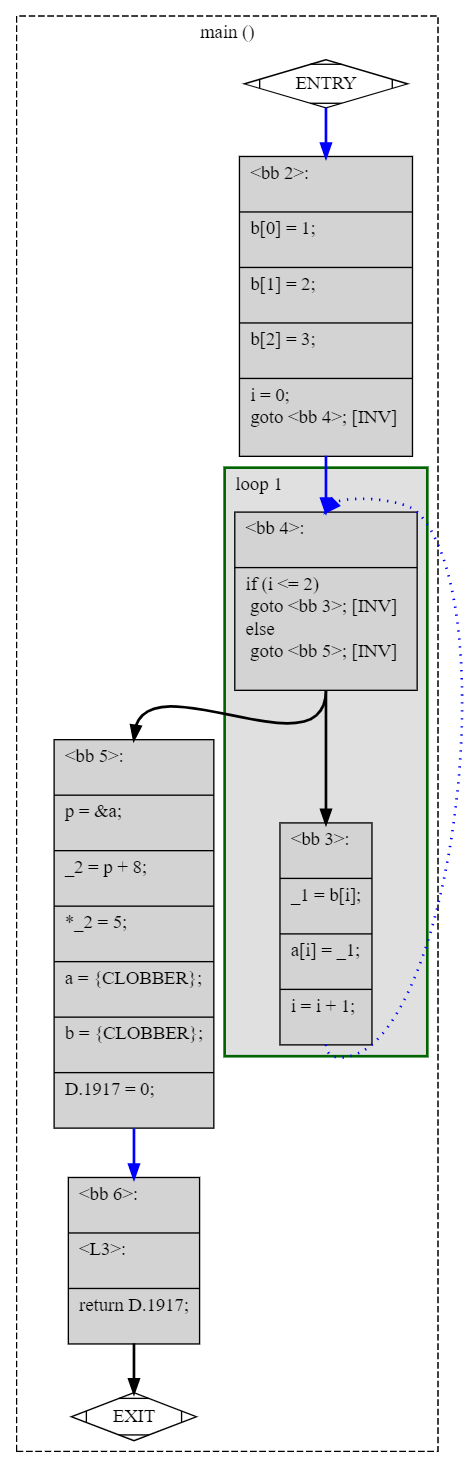 main ()
ENTRY
<bb 2>:
b[0] = 1;
b[1] = 2;
b[2] = 3;
i = 0;
goto <bb 4>; [INV]
loop 1
<bb 4>:
if (i <= 2)
goto <bb 3>; [INV]
else
goto <bb 5>; [INV]
<bb 5>:
p = &a;
_2 = p + 8;
*_2 = 5;
a = {CLOBBER};
b = {CLOBBER};
D.1917 = 0;
<bb 3>:
_1 = b[i];
a[i] = _1;
i = i + 1;
<bb 6>:
<L3>:
return D.1917;
EXIT